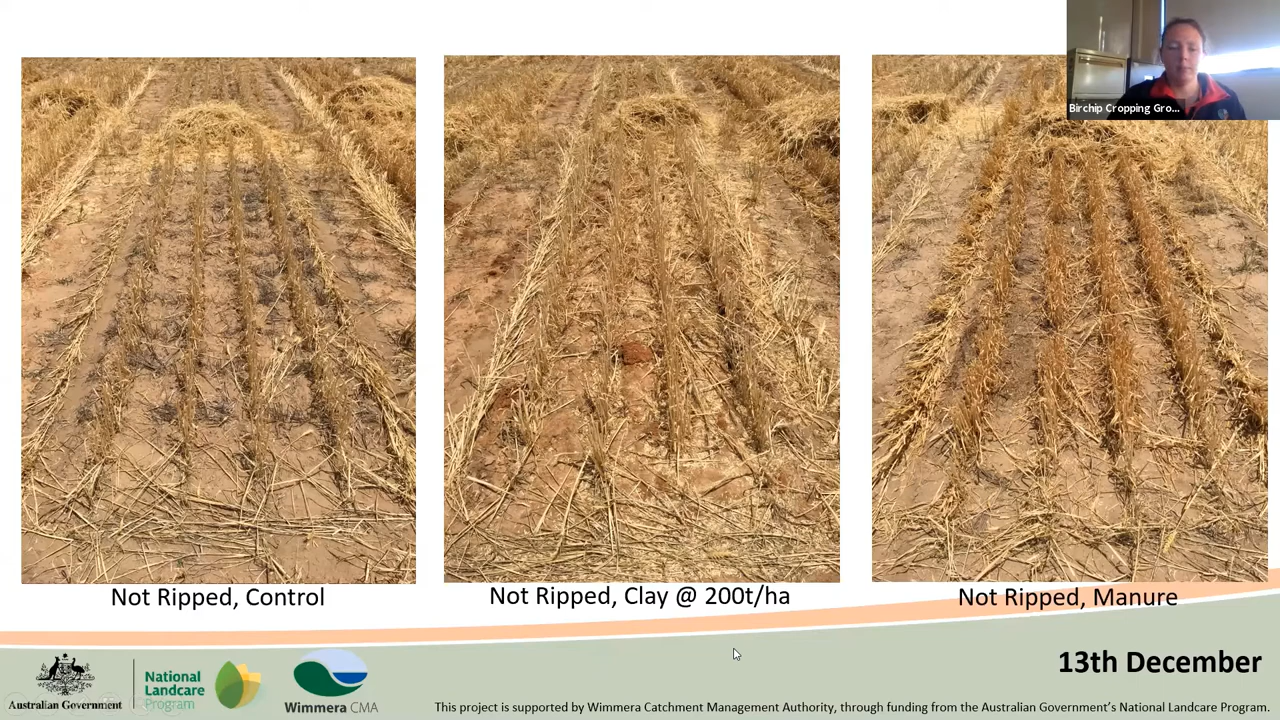 Birchip Cropping Gro...
Not Ripped, Control
Not Ripped, Clay @ 200t/ha
Not Ripped, Manure
13th December
Australian Government
National
Landcare
Program
Wimmera CMA
This project is supported by Wimmera Catchment Management Authority, through funding from the Australian Government's National Landcare Program.